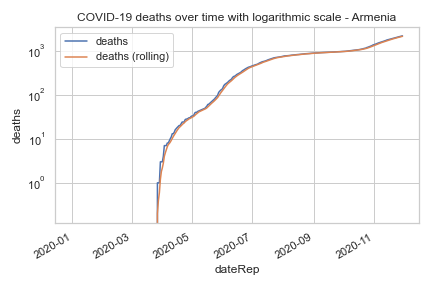 COVID-19 deaths over time with logarithmic scale - Armenia
deaths
deaths (rolling)
10³
10²
10¹
10⁰
deaths
2020-01
2020-03
2020-05
2020-07
2020-09
2020-11
dateRep